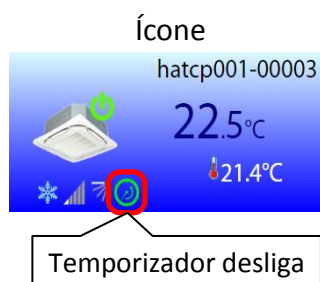 Ícone
hatcp001-00003
22.5°C
21.4°C
Temporizador desliga